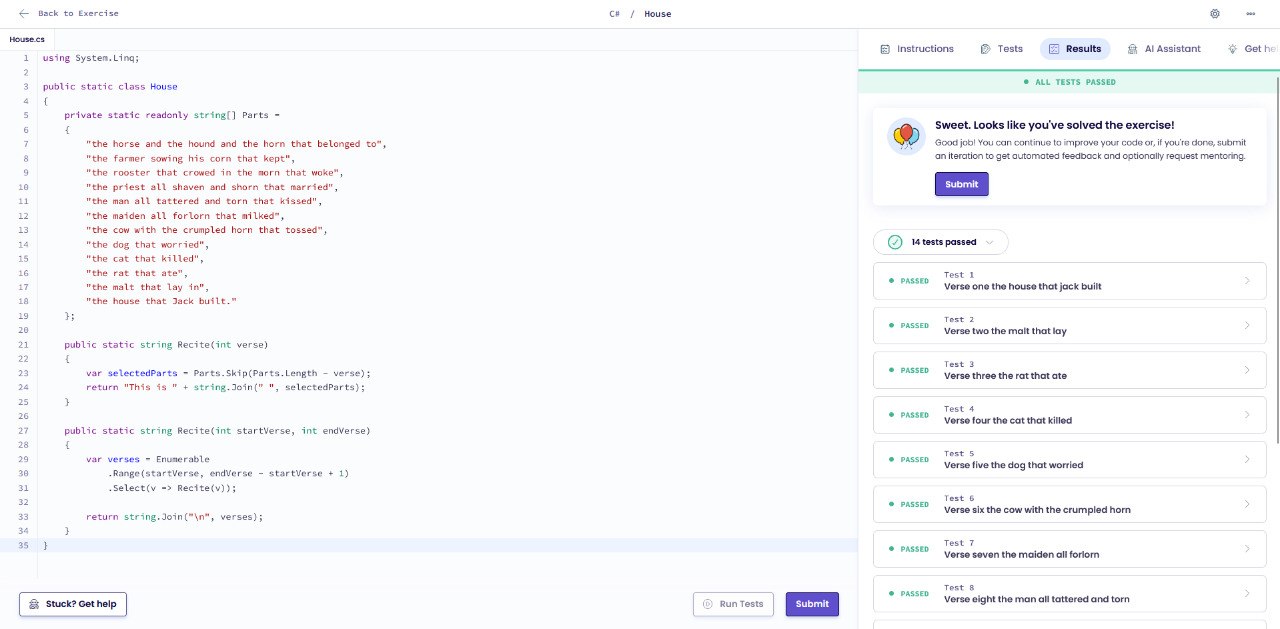 Back to Exercise
C# / House
House.cs
Instructions
Tests
Results
AI Assistant
Get he
1 using System.Linq;
2
3 public static class House
4 {
5 private static readonly string[] Parts =
6 {
7 "the horse and the hound and the horn that belonged to",
8 "the farmer sowing his corn that kept",
9 "the rooster that crowed in the morn that woke",
10 "the priest all shaven and shorn that married",
11 "the man all tattered and torn that kissed",
12 "the maiden all forlorn that milked",
13 "the cow with the crumpled horn that tossed",
14 "the dog that worried",
15 "the cat that killed",
16 "the rat that ate",
17 "the malt that lay in",
18 "the house that Jack built."
19 };
20
21 public static string Recite(int verse)
22 {
23 var selectedParts = Parts.Skip(Parts.Length - verse);
24 return "This is " + string.Join(" ", selectedParts);
25 }
26
27 public static string Recite(int startVerse, int endVerse)
28 {
29 var verses = Enumerable
30 .Range(startVerse, endVerse - startVerse + 1)
31 .Select(v => Recite(v));
32
33 return string.Join("\n", verses);
34 }
35 }
Stuck? Get help
Run Tests
Submit
ALL TESTS PASSED
Sweet. Looks like you've solved the exercise!
Good job! You can continue to improve your code or, if you're done, submit
an iteration to get automated feedback and optionally request mentoring.
Submit
14 tests passed
PASSED
Test 1
Verse one the house that jack built
PASSED
Test 2
Verse two the malt that lay
PASSED
Test 3
Verse three the rat that ate
PASSED
Test 4
Verse four the cat that killed
PASSED
Test 5
Verse five the dog that worried
PASSED
Test 6
Verse six the cow with the crumpled horn
PASSED
Test 7
Verse seven the maiden all forlorn
PASSED
Test 8
Verse eight the man all tattered and torn